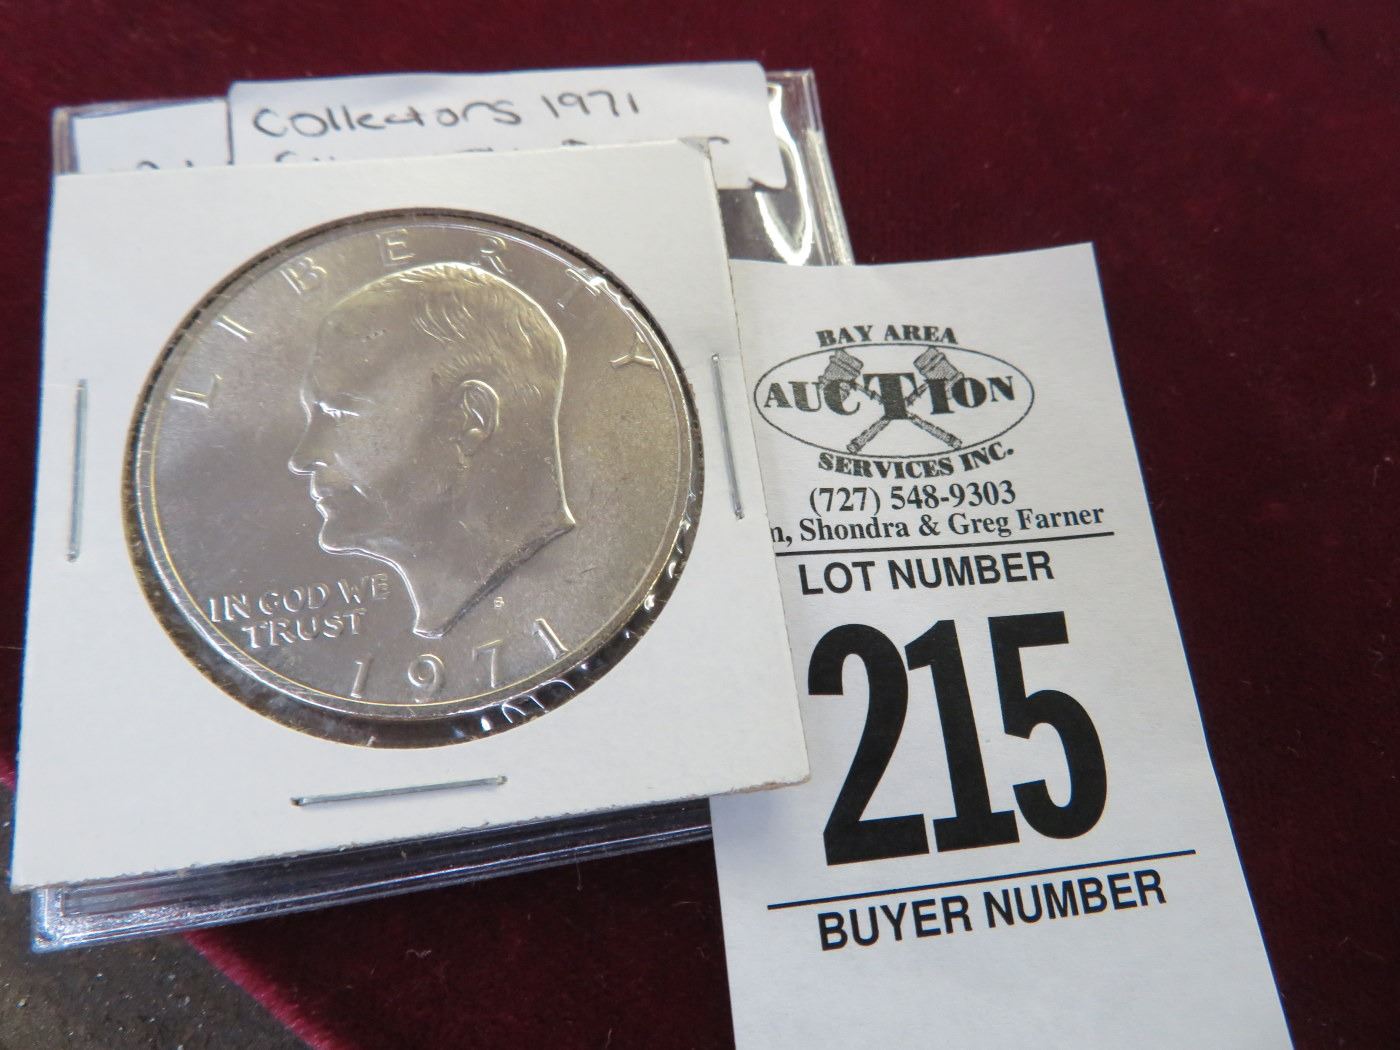 Collectors 1971
LIBERTY
IN GOD WE
TRUST
S
1971
BAY AREA
AUCTION
SERVICES INC.
(727) 548-9303
n, Shondra & Greg Farner
LOT NUMBER
215
BUYER NUMBER